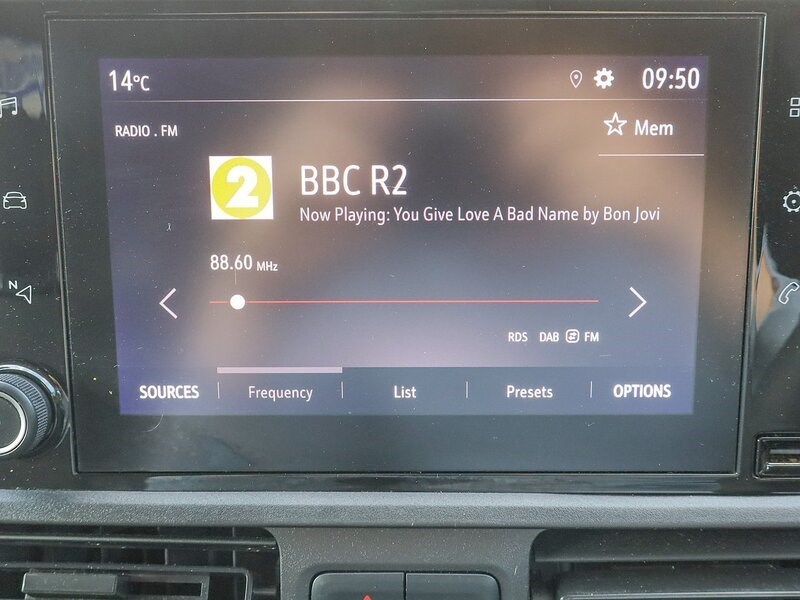 14°C 09:50
RADIO . FM
Mem
2
BBC R2
Now Playing: You Give Love A Bad Name by Bon Jovi
88.60 MHz
RDS DAB FM
N
SOURCES Frequency List Presets OPTIONS